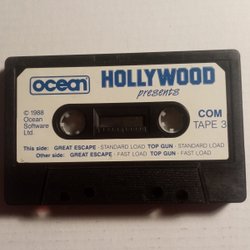 ocean HOLLYWOOD
presents
© 1988
Ocean
Software
Ltd.
COM
TAPE 3
This side: GREAT ESCAPE - STANDARD LOAD TOP GUN - STANDARD LOAD
Other side: GREAT ESCAPE - FAST LOAD TOP GUN - FAST LOAD